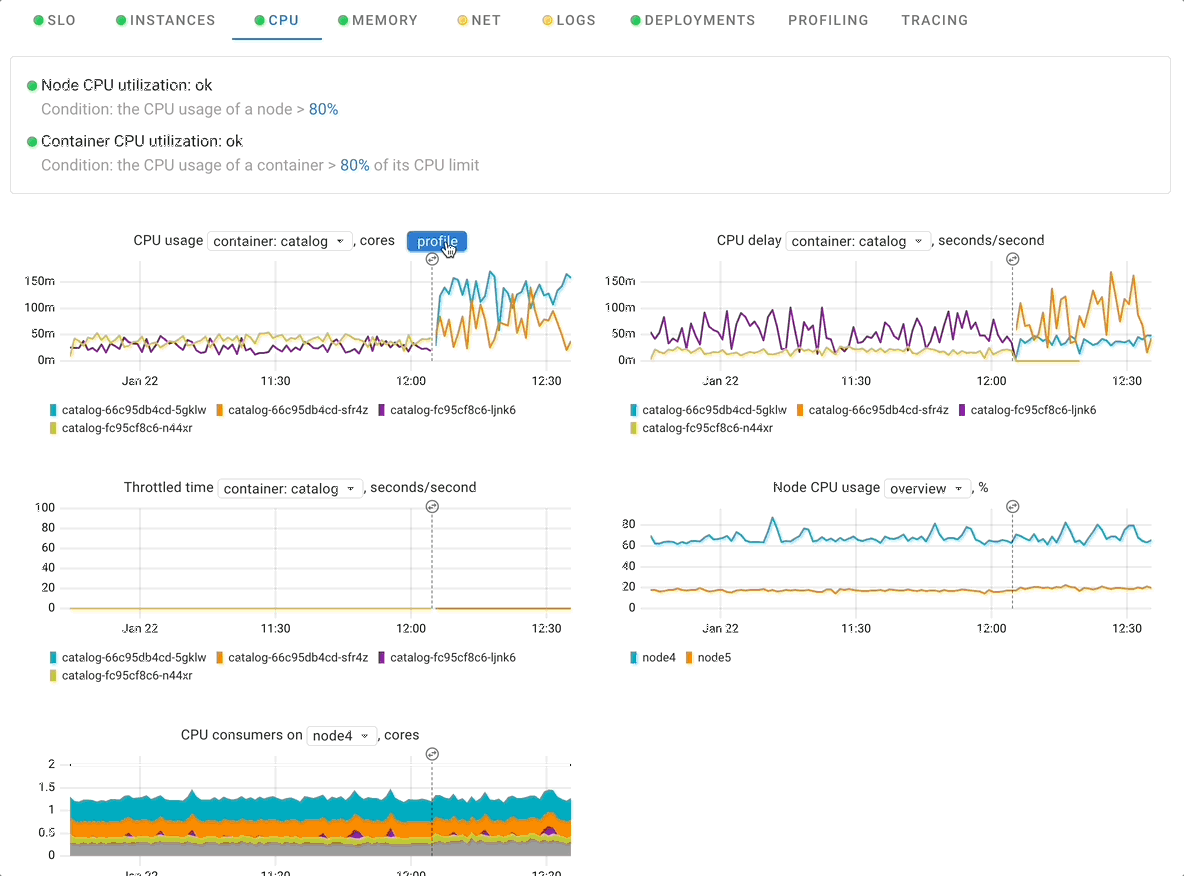 SLO INSTANCES CPU MEMORY NET LOGS DEPLOYMENTS PROFILING TRACING
Node CPU utilization: ok
Condition: the CPU usage of a node > 80%
Container CPU utilization: ok
Condition: the CPU usage of a container > 80% of its CPU limit
CPU usage container: catalog , cores profile
150m
100m
50m
0m
Jan 22 11:30 12:00 12:30
catalog-66c95db4cd-5gklw catalog-66c95db4cd-sfr4z catalog-fc95cf8c6-ljnk6
catalog-fc95cf8c6-n44xr
CPU delay container: catalog , seconds/second
150m
100m
50m
0m
Jan 22 11:30 12:00 12:30
catalog-66c95db4cd-5gklw catalog-66c95db4cd-sfr4z catalog-fc95cf8c6-ljnk6
catalog-fc95cf8c6-n44xr
Throttled time container: catalog , seconds/second
100
80
60
40
20
0
Jan 22 11:30 12:00 12:30
catalog-66c95db4cd-5gklw catalog-66c95db4cd-sfr4z catalog-fc95cf8c6-ljnk6
catalog-fc95cf8c6-n44xr
Node CPU usage overview , %
80
60
40
20
0
Jan 22 11:30 12:00 12:30
node4 node5
CPU consumers on node4 , cores
2
1.5
1
0.5
0
Jan 22 11:30 12:00 12:30